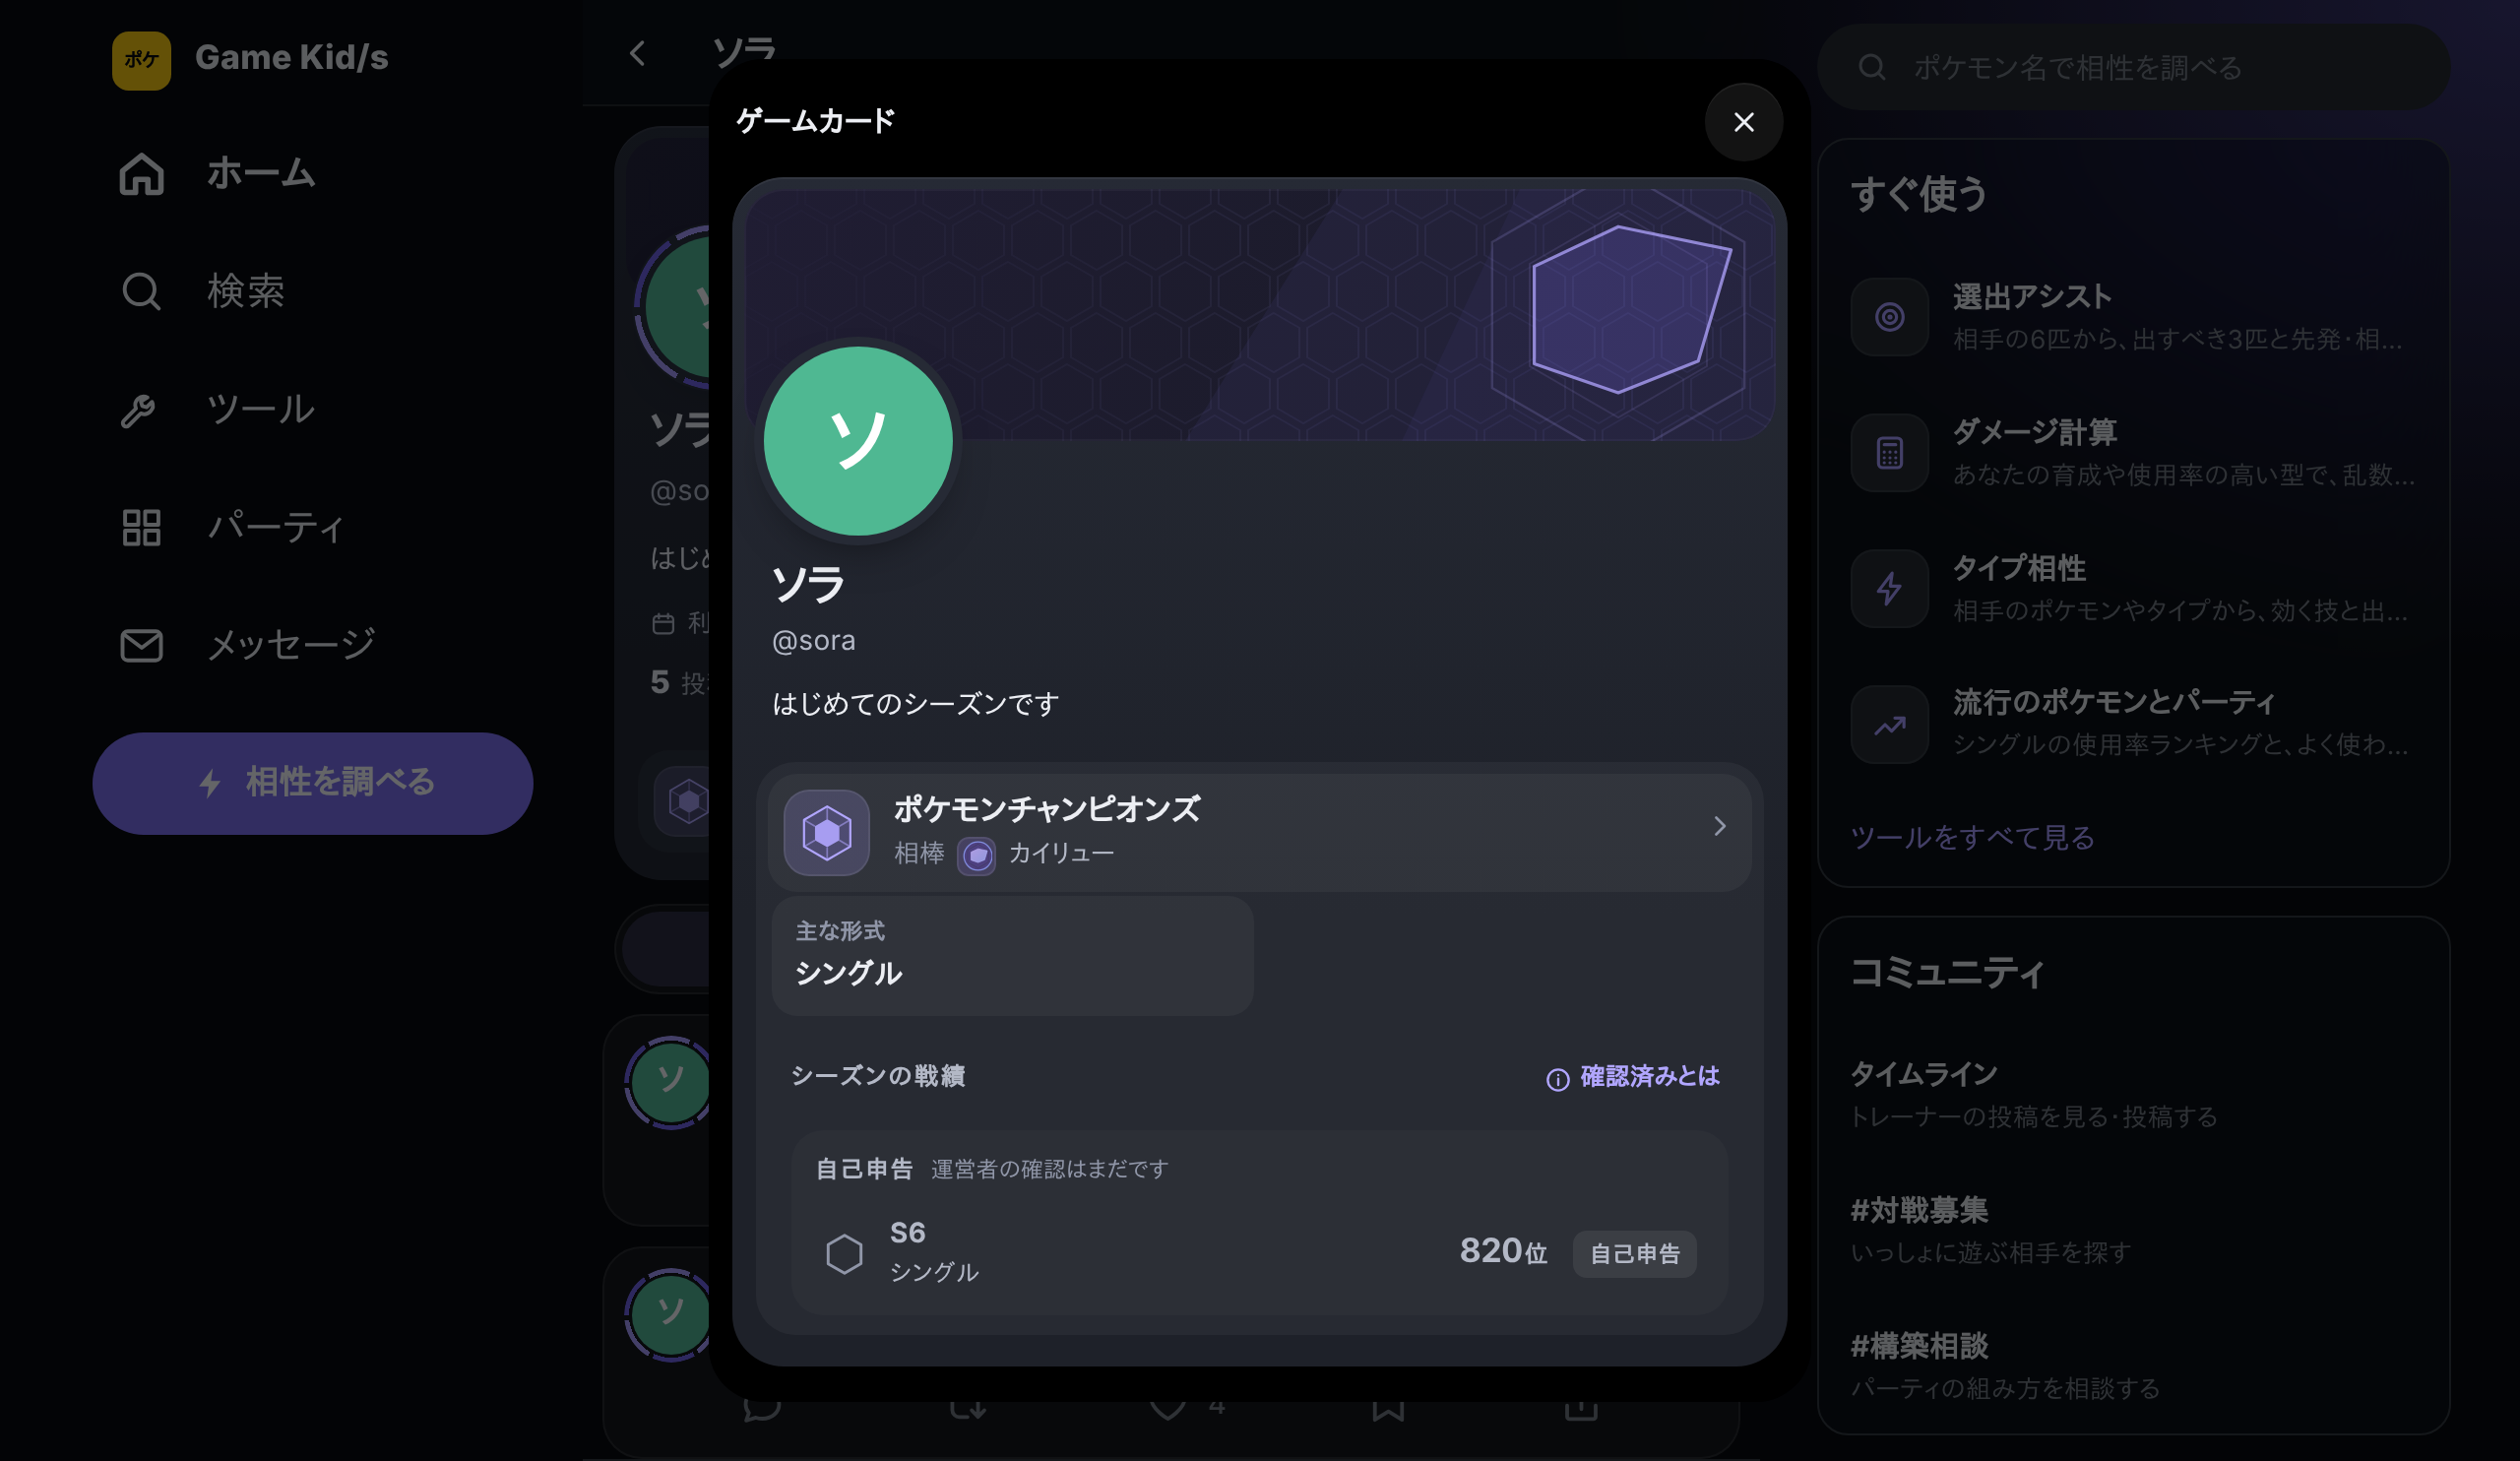 ポケ
Game Kid/s
ホーム
検索
ツール
パーティ
メッセージ
相性を調べる
ソラ
@so
はじ
5
ソ
ソ
4
ゲームカード
ソ
ソラ
@sora
はじめてのシーズンです
ポケモンチャンピオンズ
相棒 カイリュー
主な形式
シングル
シーズンの戦績
確認済みとは
自己申告 運営者の確認はまだです
S6
シングル
820位 自己申告
ポケモン名で相性を調べる
すぐ使う
選出アシスト
相手の6匹から、出すべき3匹と先発・相...
ダメージ計算
あなたの育成や使用率の高い型で、乱数...
タイプ相性
相手のポケモンやタイプから、効く技と出...
流行のポケモンとパーティ
シングルの使用率ランキングと、よく使わ...
ツールをすべて見る
コミュニティ
タイムライン
トレーナーの投稿を見る・投稿する
#対戦募集
いっしょに遊ぶ相手を探す
#構築相談
パーティの組み方を相談する